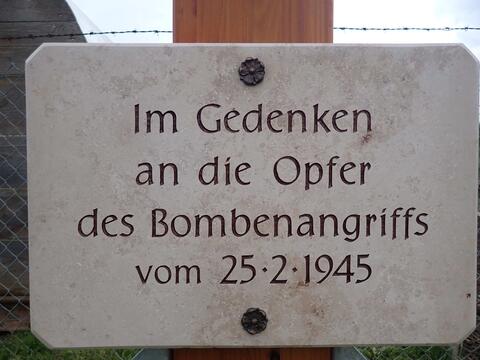 Im Gedenken
an die Opfer
des Bombenangriffs
vom 25·2·1945